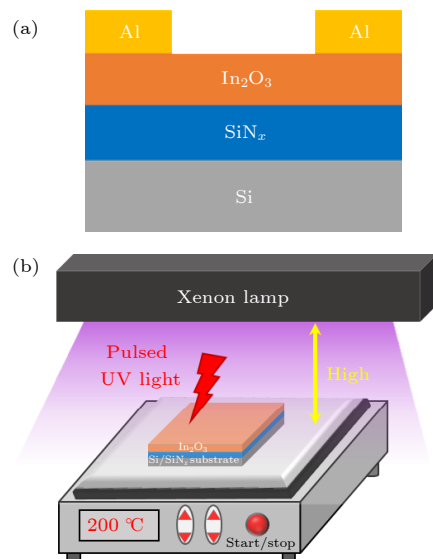 (a)
Al Al
In₂O₃
SiNₓ
Si
(b)
Xenon lamp
Pulsed
UV light
High
In₂O₃
Si/SiNₓ substrate
200 ℃
Start/stop